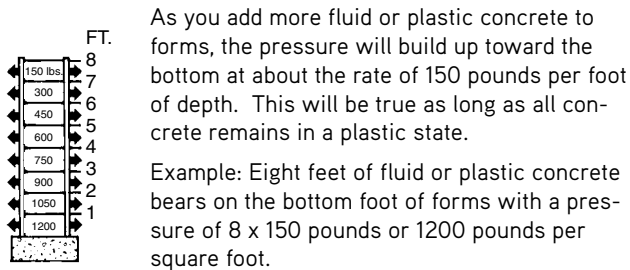 FT.
8
150 lbs.
7
300
6
450
5
600
4
750
3
900
2
1050
1
1200
As you add more fluid or plastic concrete to
forms, the pressure will build up toward the
bottom at about the rate of 150 pounds per foot
of depth.  This will be true as long as all con-
crete remains in a plastic state.
Example: Eight feet of fluid or plastic concrete
bears on the bottom foot of forms with a pres-
sure of 8 x 150 pounds or 1200 pounds per
square foot.